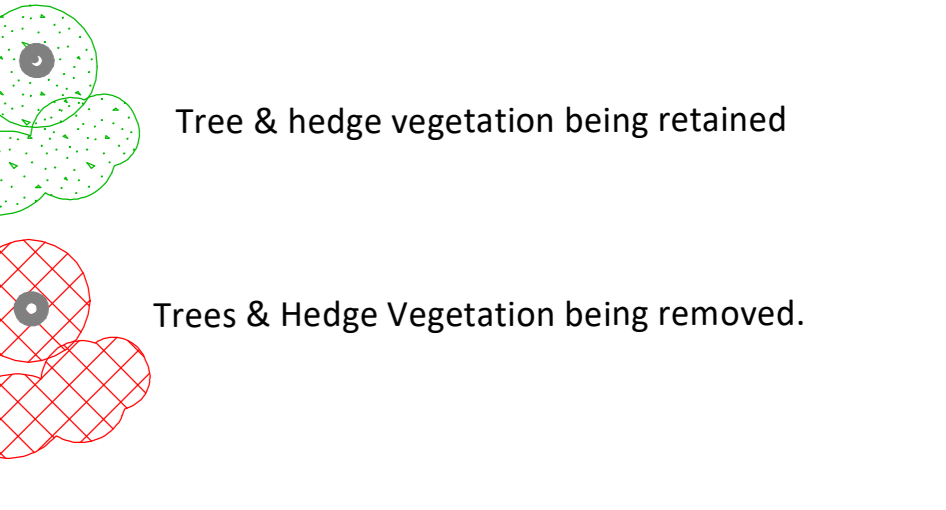 Tree & hedge vegetation being retained
Trees & Hedge Vegetation being removed.